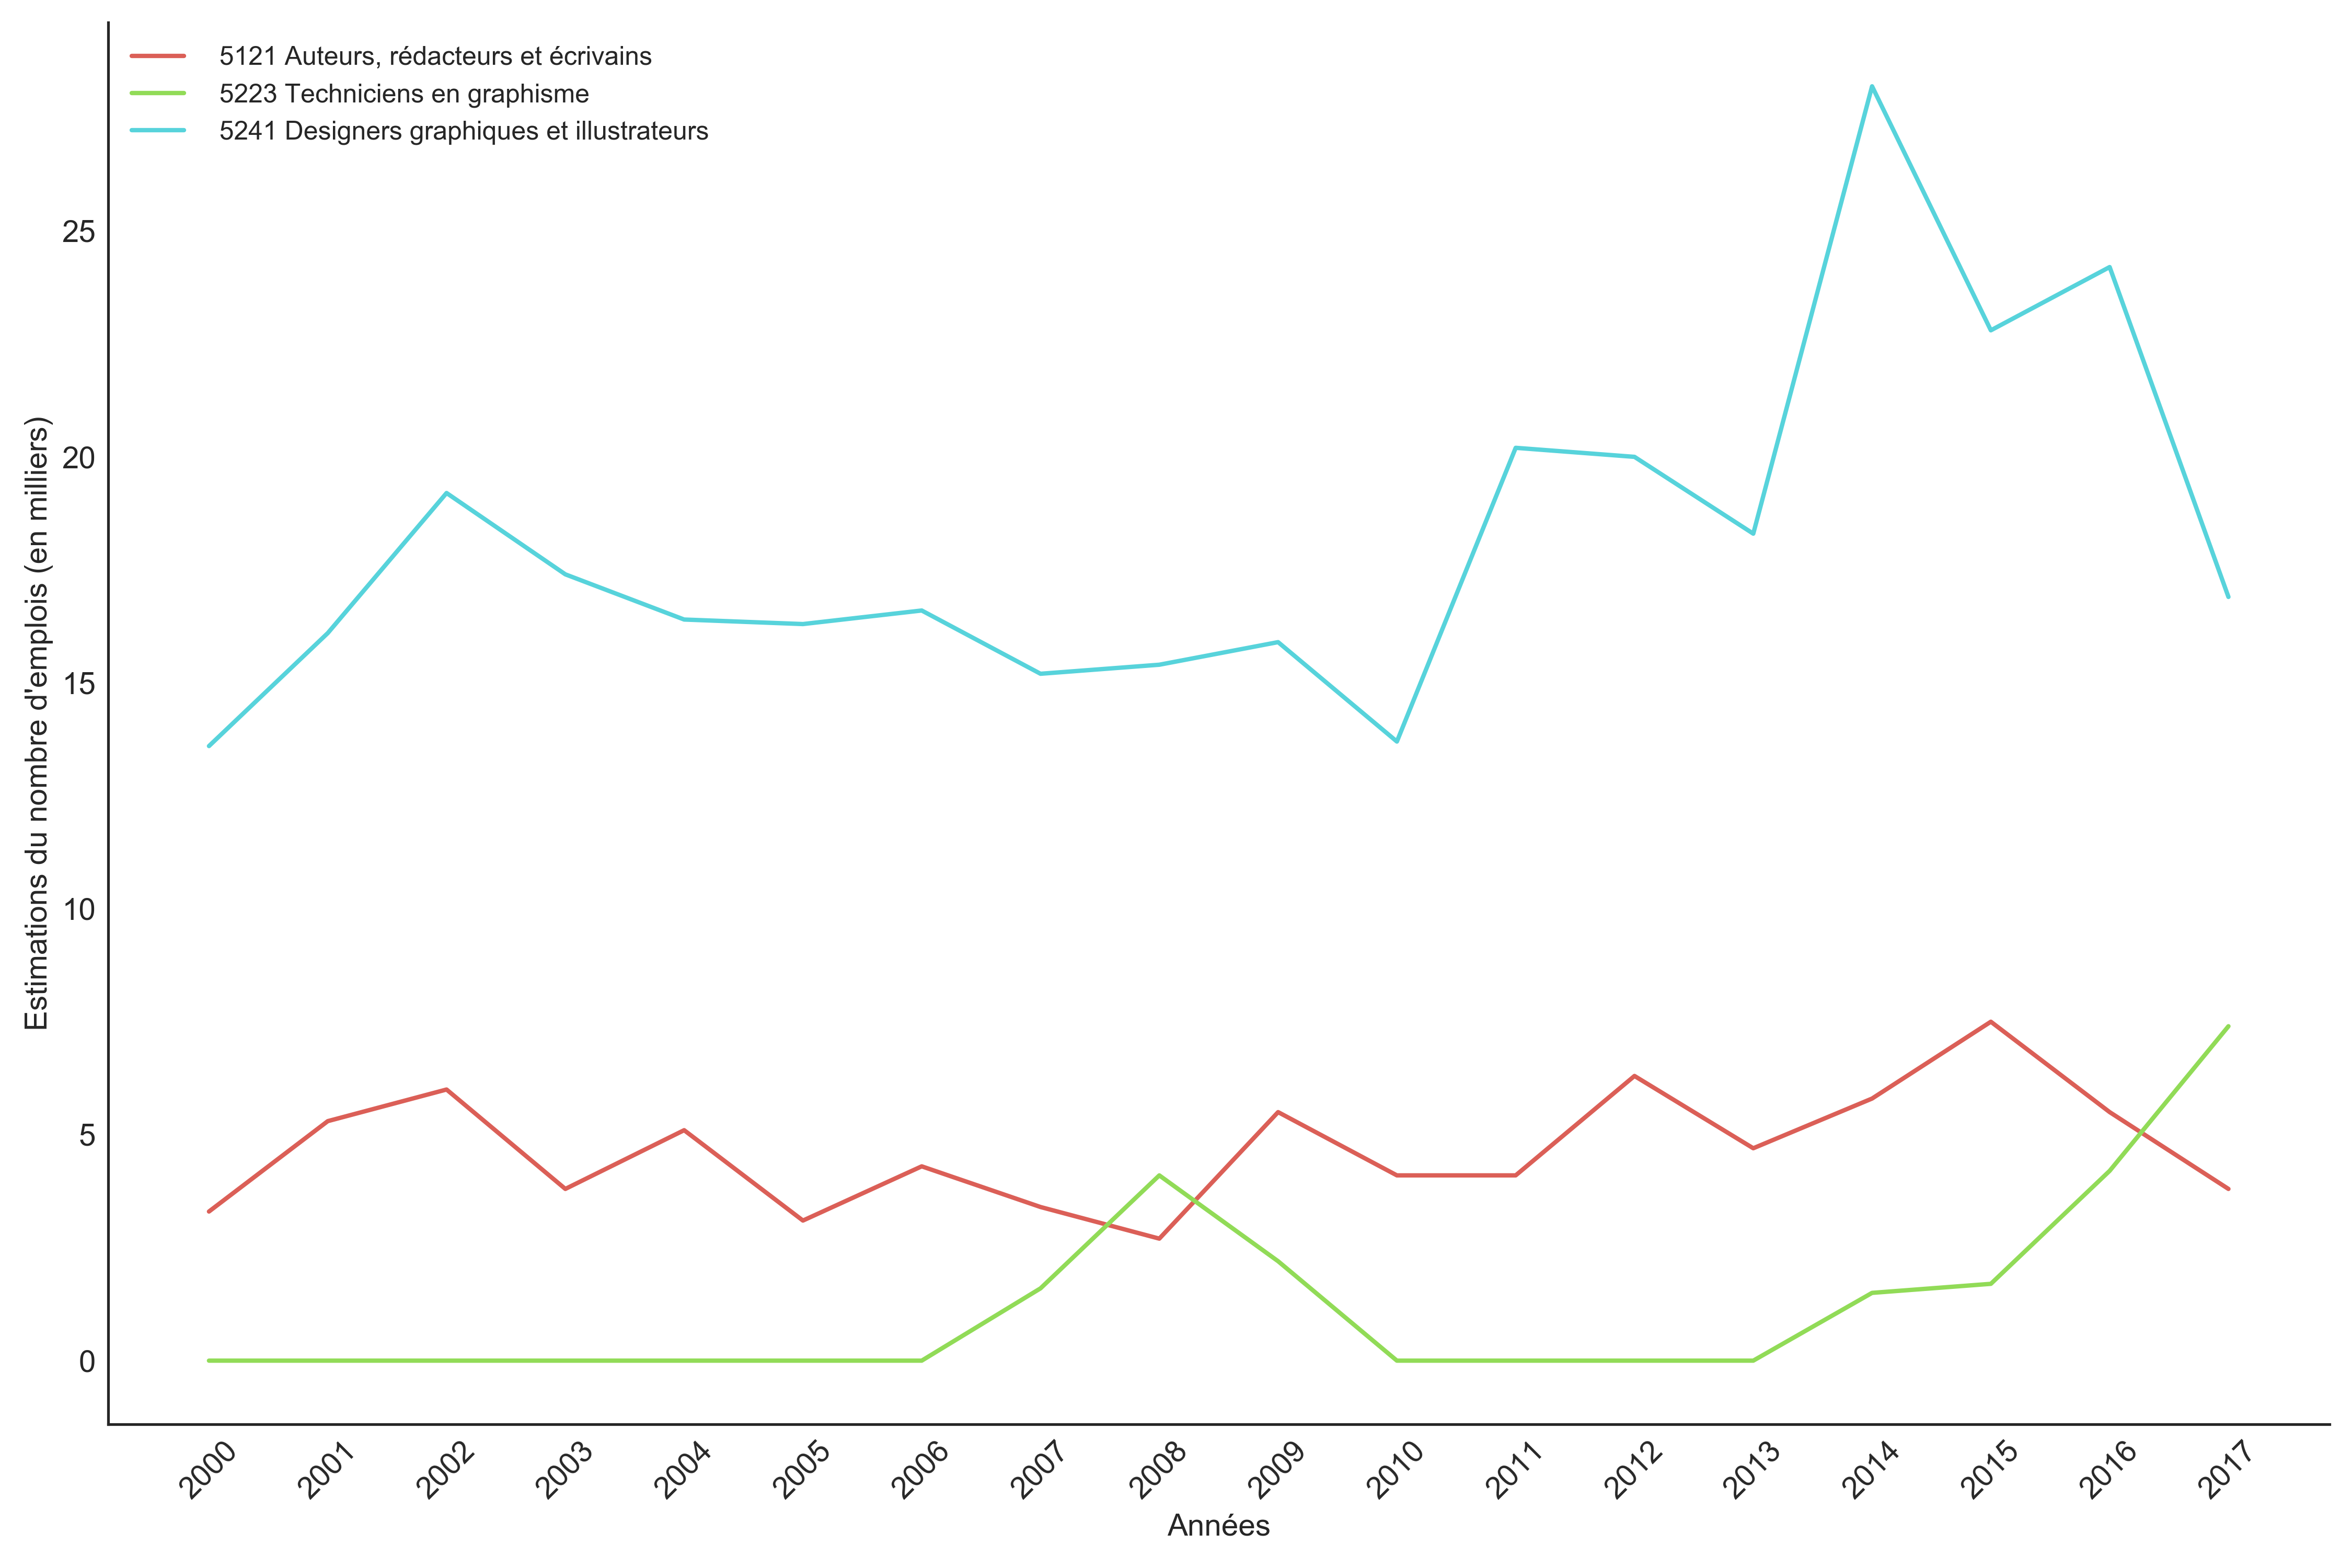 5121 Auteurs, rédacteurs et écrivains
5223 Techniciens en graphisme
5241 Designers graphiques et illustrateurs
Estimations du nombre d'emplois (en milliers)
25
20
15
10
5
0
2000 2001 2002 2003 2004 2005 2006 2007 2008 2009 2010 2011 2012 2013 2014 2015 2016 2017
Années